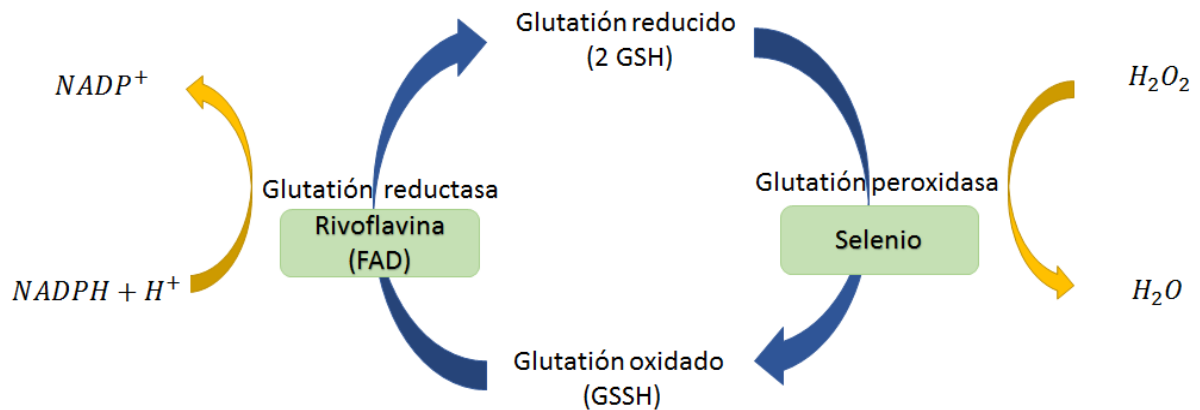 Glutatión reducido
(2 GSH)
NADP⁺
H₂O₂
Glutatión reductasa
Glutatión peroxidasa
Rivoflavina
(FAD)
Selenio
NADPH + H⁺
H₂O
Glutatión oxidado
(GSSH)